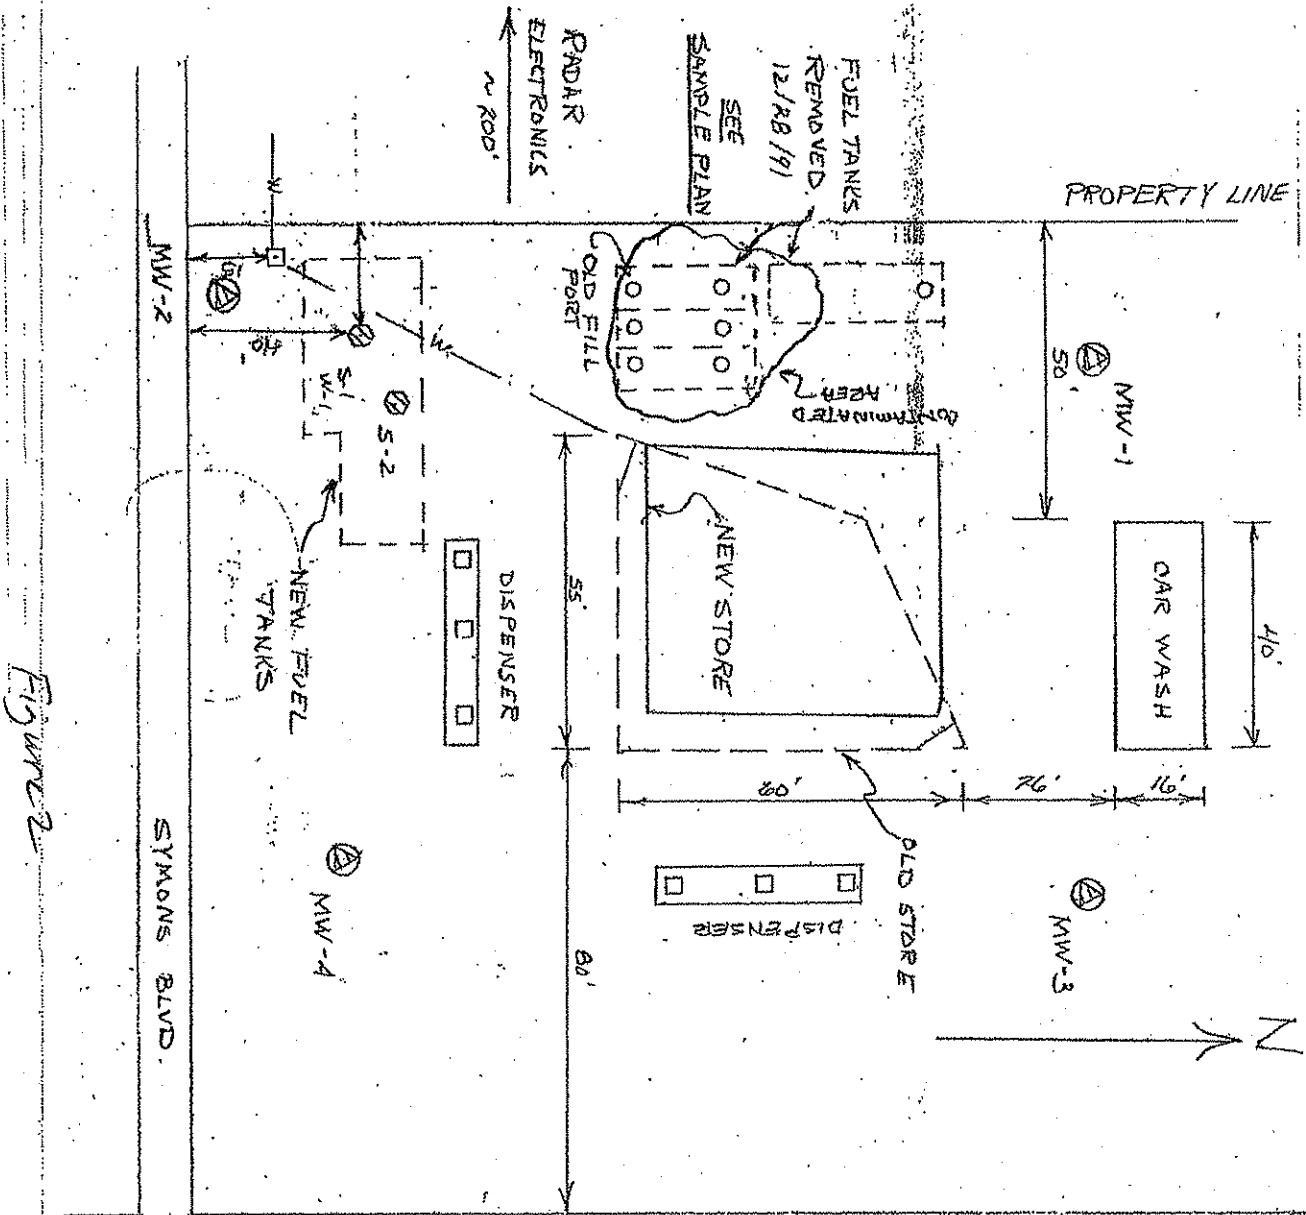 PROPERTY LINE
RADAR
ELECTRONICS
~ 200'
FUEL TANKS
REMOVED
12/28/91
SEE
SAMPLE PLAN
OLD FILL
PORT
CONTAMINATED
AREA
50'
MW-1
MW-2
40'
W
W
S-1
W-1
S-2
NEW FUEL
TANKS
DISPENSER
55'
NEW STORE
CAR WASH
40'
60'
26'
16'
OLD STORE
DISPENSER
MW-3
MW-4
80'
N
SYMONS BLVD.
Figure 2